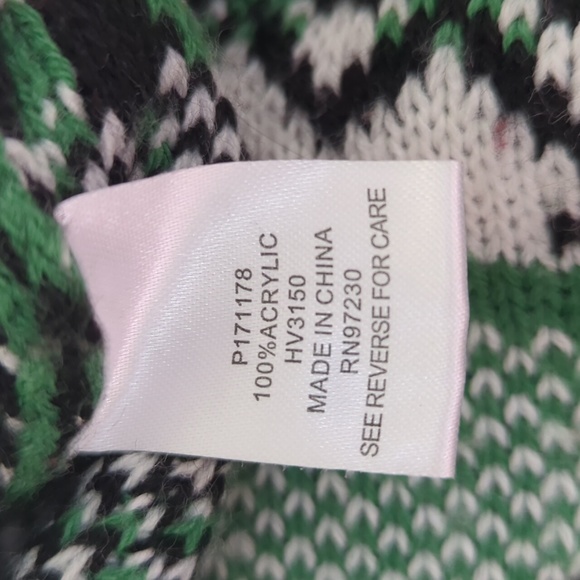 P171178
100%ACRYLIC
HV3150
MADE IN CHINA
RN97230
SEE REVERSE FOR CARE